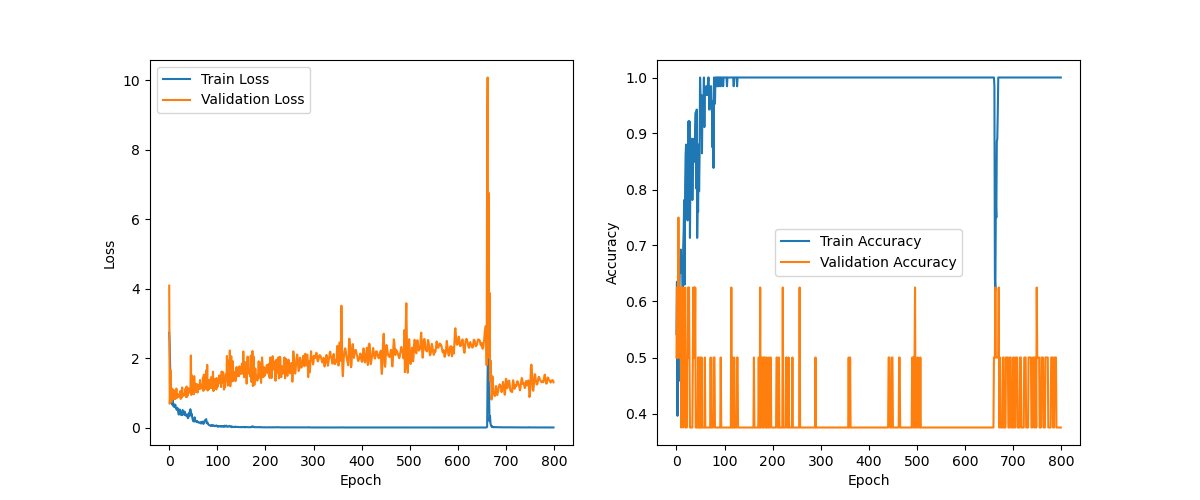 Train Loss
Validation Loss
10
8
6
4
2
0
Loss
0 100 200 300 400 500 600 700 800
Epoch
1.0
0.9
0.8
0.7
0.6
0.5
0.4
Accuracy
Train Accuracy
Validation Accuracy
0 100 200 300 400 500 600 700 800
Epoch